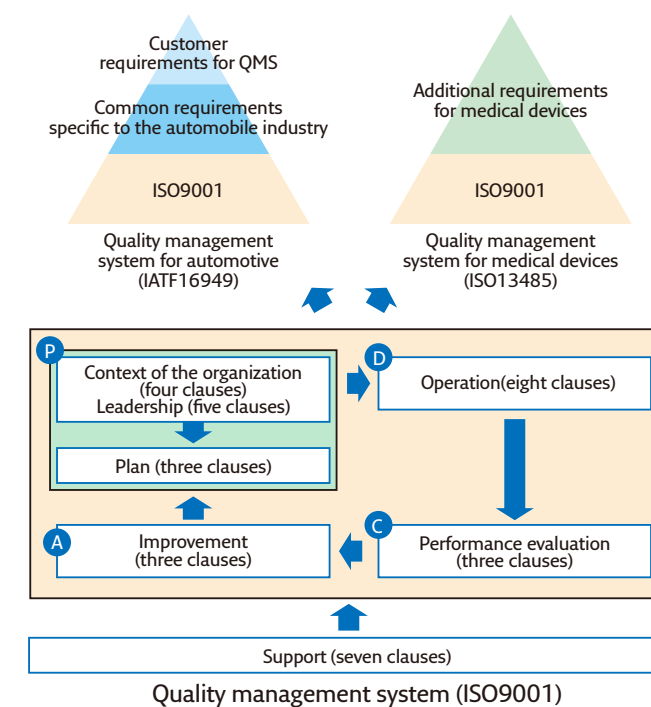 Customer
requirements for QMS
Common requirements
specific to the automobile industry
ISO9001
Quality management
system for automotive
(IATF16949)
Additional requirements
for medical devices
ISO9001
Quality management
system for medical devices
(ISO13485)
P
Context of the organization
(four clauses)
Leadership (five clauses)
Plan (three clauses)
D
Operation(eight clauses)
A
Improvement
(three clauses)
C
Performance evaluation
(three clauses)
Support (seven clauses)
Quality management system (ISO9001)